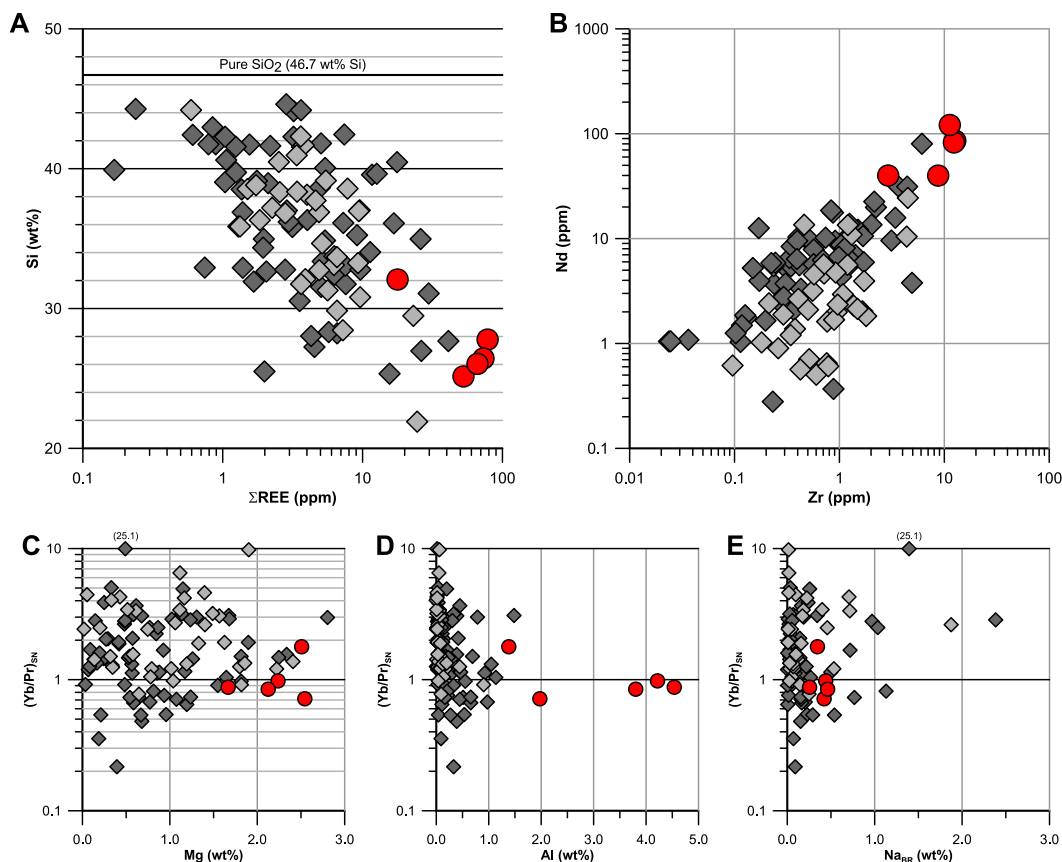 A
50
40
30
20
Si (wt%)
Pure SiO₂ (46.7 wt% Si)
0.1 1 10 100
ΣREE (ppm)
B
1000
100
10
1
0.1
Nd (ppm)
0.01 0.1 1 10 100
Zr (ppm)
C
(25.1)
10
1
0.1
(Yb/Pr)SN
0.0 1.0 2.0 3.0
Mg (wt%)
D
10
1
0.1
(Yb/Pr)SN
0.0 1.0 2.0 3.0 4.0 5.0
Al (wt%)
E
(25.1)
10
1
0.1
(Yb/Pr)SN
0.0 1.0 2.0 3.0
NaBR (wt%)